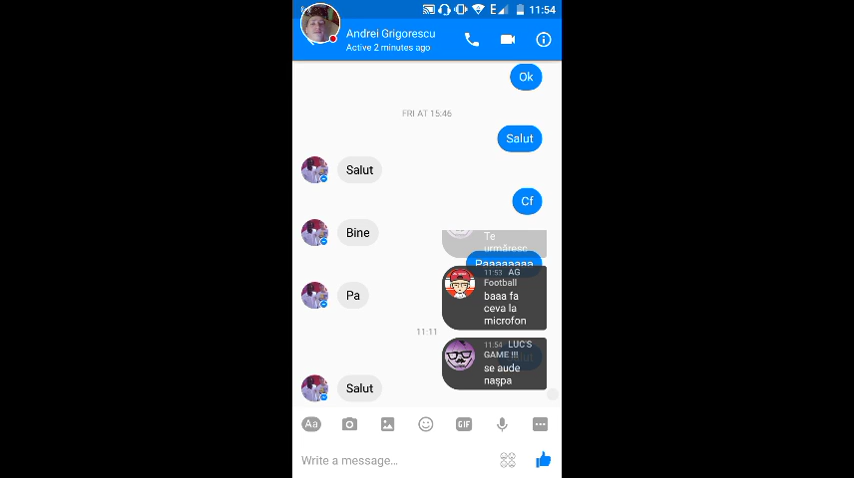 E 11:54
Andrei Grigorescu
Active 2 minutes ago
Ok
FRI AT 15:46
Salut
Salut
Cf
Bine
Te
urmăresc
Paaaaaaaa
11:53 AG
Football
baaa fa
ceva la
microfon
Pa
11:11
11:54 LUC'S
GAME !!!
se aude
nașpa
Salut
Aa
GIF
Write a message...